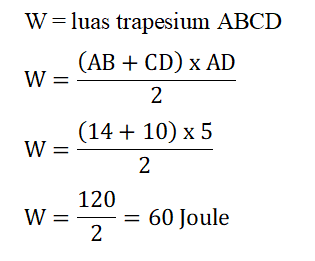 W = luas trapesium ABCD
W = (AB + CD) x AD / 2
W = (14 + 10) x 5 / 2
W = 120 / 2 = 60 Joule